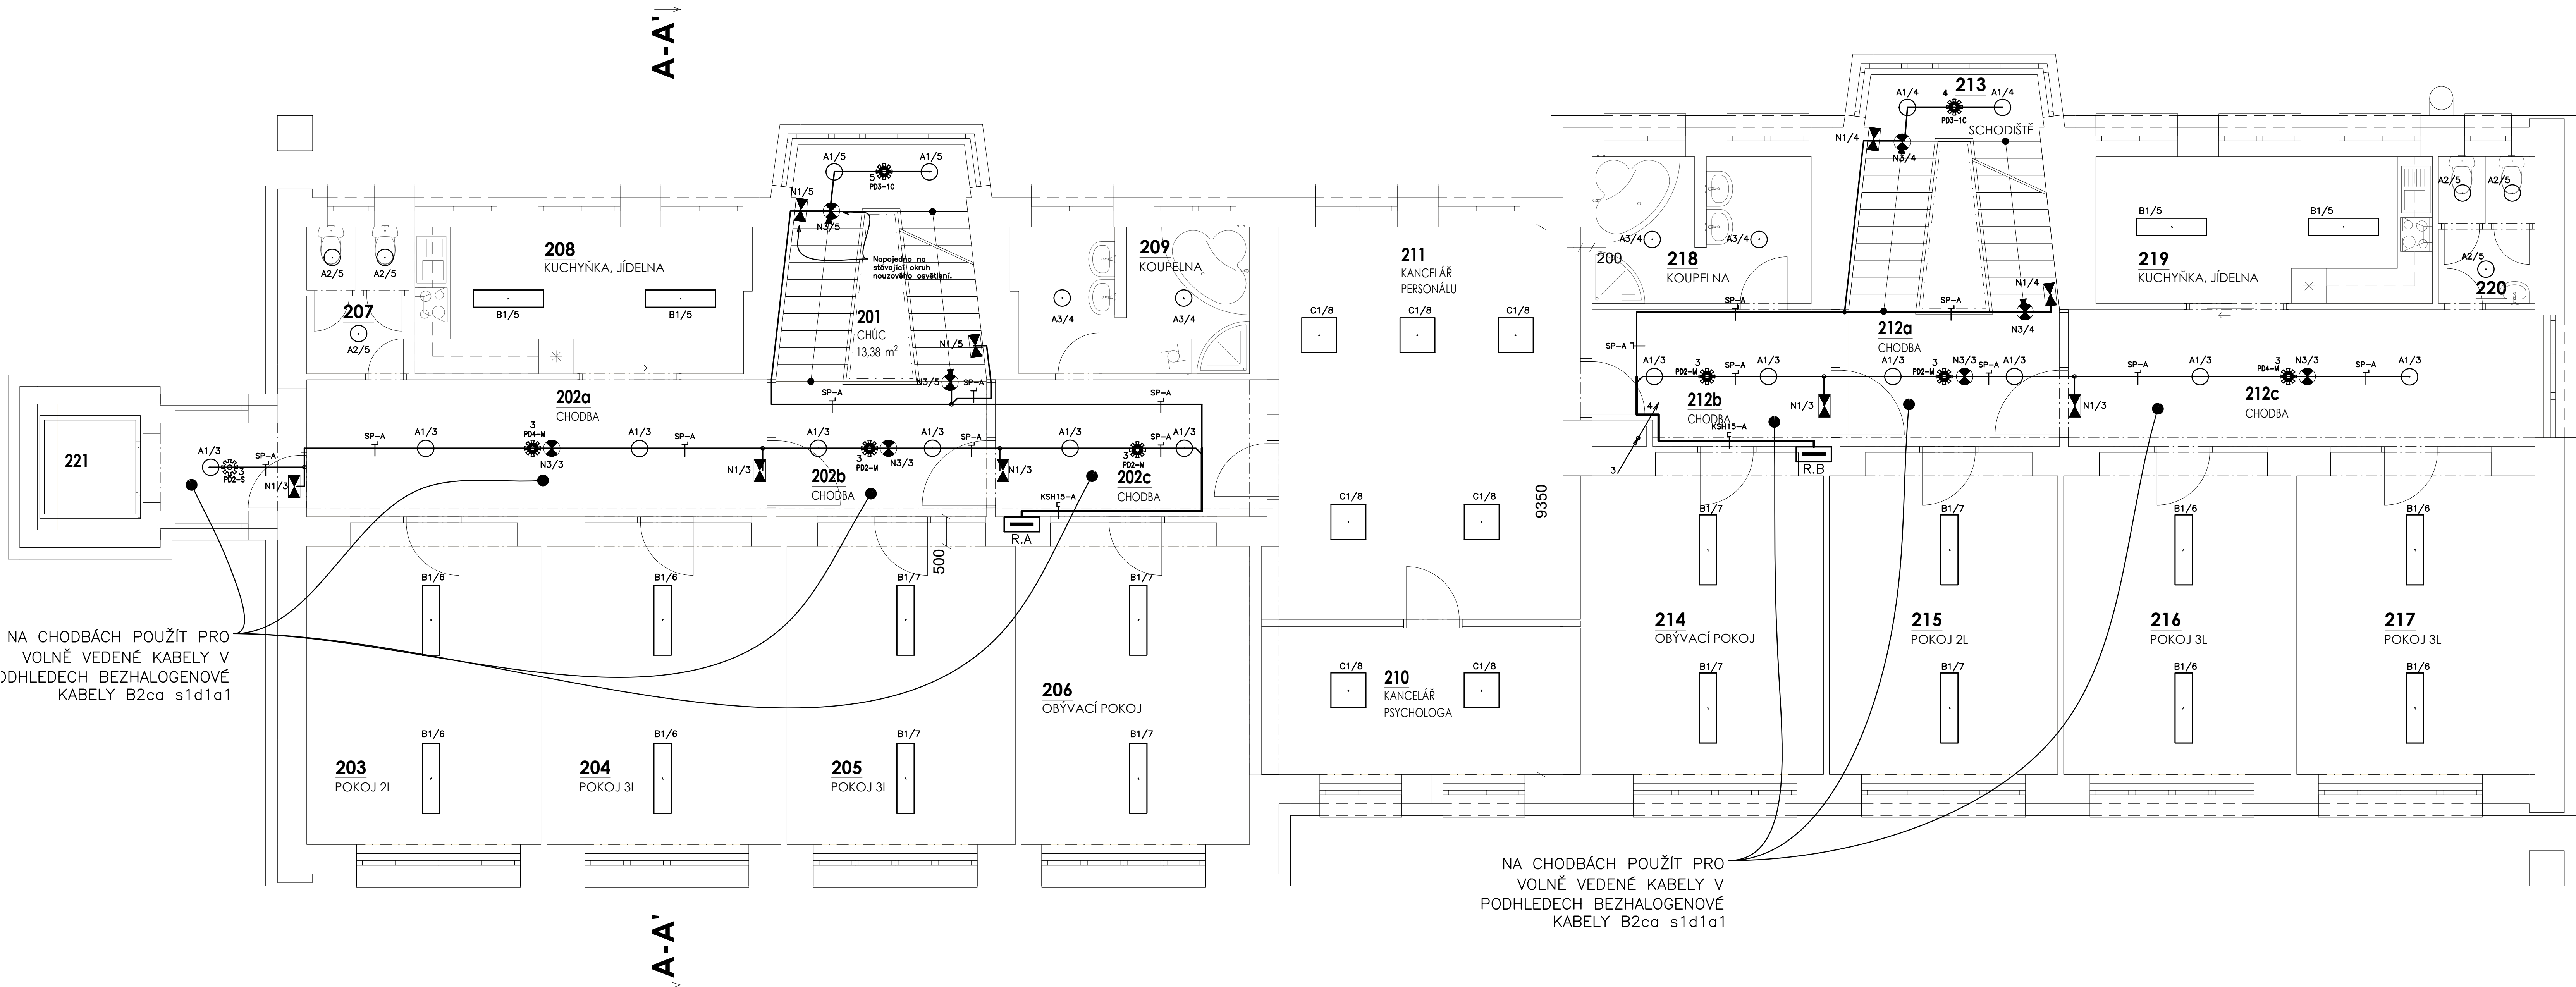 A-A'
213
A1/4
4
A1/4
PD3-1C
SCHODIŠTĚ
N1/4
N3/4
A1/5
A1/5
5
PD3-1C
N1/5
N3/5
Napojedno na
stávající okruh
nouzového osvětlení.
A2/5
A2/5
207
A2/5
208
KUCHYŇKA, JÍDELNA
B1/5
B1/5
201
CHÚC
13,38 m²
N1/5
N3/5
SP-A
209
KOUPELNA
A3/4
A3/4
211
KANCELÁŘ
PERSONÁLU
C1/8
C1/8
C1/8
C1/8
C1/8
200
A3/4
A3/4
218
KOUPELNA
B1/5
B1/5
219
KUCHYŇKA, JÍDELNA
A2/5
A2/5
A2/5
220
N1/4
N3/4
SP-A
SP-A
SP-A
212a
CHODBA
A1/3
3
PD2-M
SP-A
A1/3
A1/3
3
PD2-M
N3/3
SP-A
A1/3
SP-A
A1/3
3
PD4-M
N3/3
SP-A
A1/3
212b
CHODBA
4
3
KSH15-A
N1/3
N1/3
212c
CHODBA
R.B
221
A1/3
3
PD2-S
SP-A
N1/3
202a
CHODBA
SP-A
A1/3
3
PD4-M
N3/3
A1/3
SP-A
N1/3
SP-A
A1/3
3
PD2-M
N3/3
A1/3
SP-A
N1/3
202b
CHODBA
A1/3
3
PD2-M
SP-A
SP-A
A1/3
202c
CHODBA
KSH15-A
R.A
500
9350
B1/6
B1/6
B1/7
B1/7
B1/6
B1/6
B1/7
B1/7
203
POKOJ 2L
204
POKOJ 3L
205
POKOJ 3L
206
OBÝVACÍ POKOJ
C1/8
C1/8
210
KANCELÁŘ
PSYCHOLOGA
B1/7
B1/7
B1/6
B1/6
214
OBÝVACÍ POKOJ
215
POKOJ 2L
216
POKOJ 3L
217
POKOJ 3L
B1/7
B1/7
B1/6
B1/6
NA CHODBÁCH POUŽÍT PRO
VOLNĚ VEDENÉ KABELY V
ODHLEDECH BEZHALOGENOVÉ
KABELY B2ca s1d1a1
NA CHODBÁCH POUŽÍT PRO
VOLNĚ VEDENÉ KABELY V
PODHLEDECH BEZHALOGENOVÉ
KABELY B2ca s1d1a1
A-A'